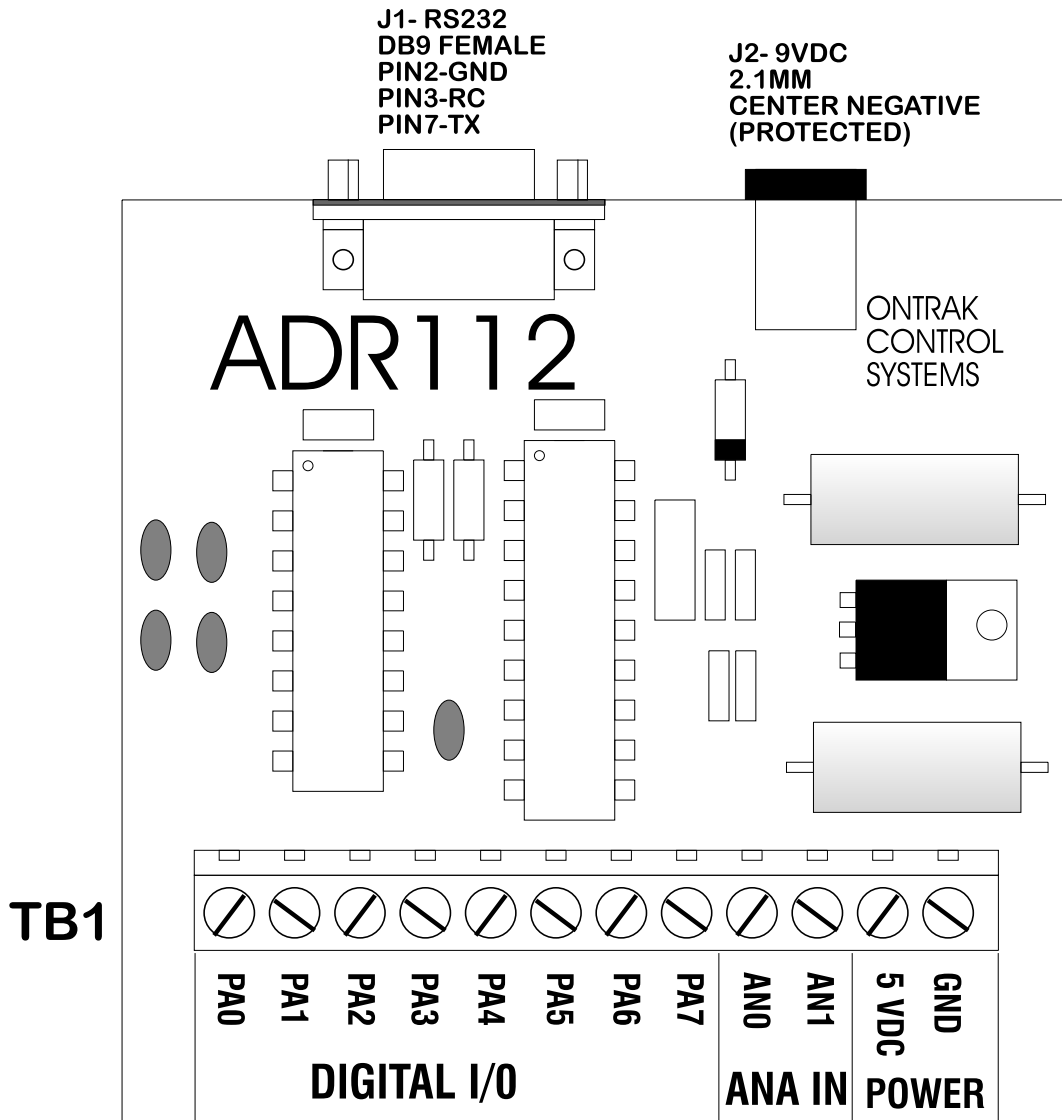 J1- RS232
DB9 FEMALE
PIN2-GND
PIN3-RC
PIN7-TX
J2- 9VDC
2.1MM
CENTER NEGATIVE
(PROTECTED)
ONTRAK
CONTROL
SYSTEMS
ADR112
TB1
PA0
PA1
PA2
PA3
PA4
PA5
PA6
PA7
AN0
AN1
5 VDC
GND
DIGITAL I/0
ANA IN
POWER